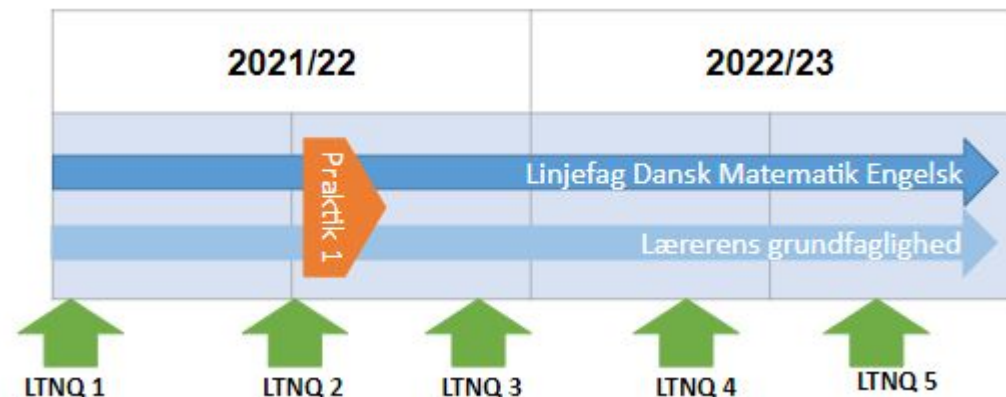 2021/22
2022/23
Praktik 1
Linjefag Dansk Matematik Engelsk
Lærerens grundfaglighed
LTNQ 1
LTNQ 2
LTNQ 3
LTNQ 4
LTNQ 5